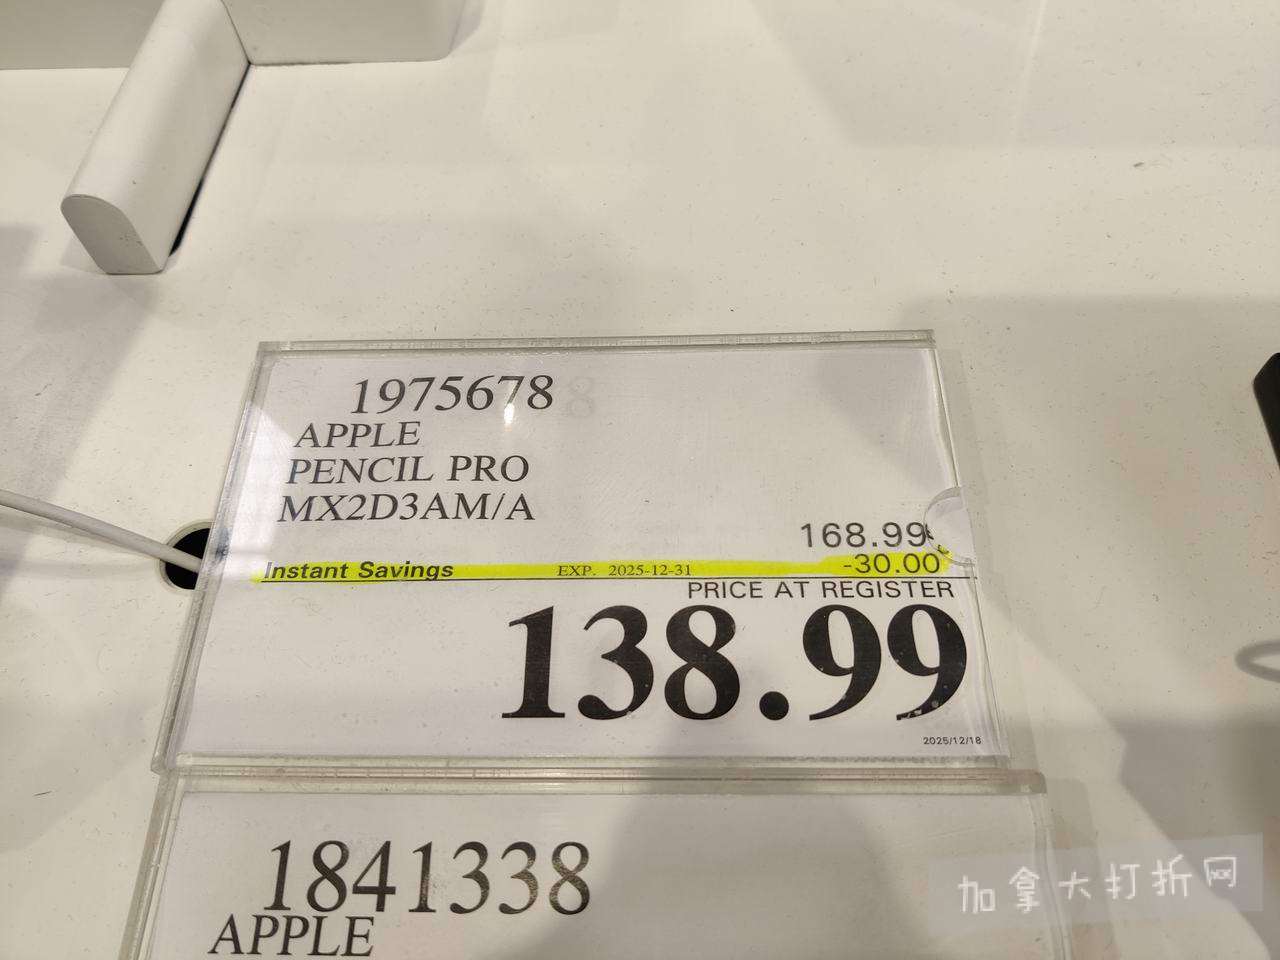 1975678
APPLE
PENCIL PRO
MX2D3AM/A
168.99
Instant Savings EXP. 2025-12-31 -30.00
PRICE AT REGISTER
138.99
2025/12/18
1841338
APPLE
加拿大打折网